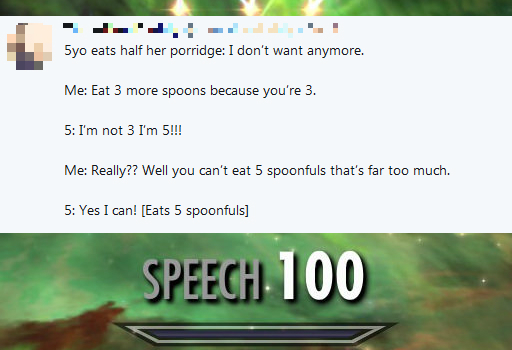 5yo eats half her porridge: I don't want anymore.
Me: Eat 3 more spoons because you're 3.
5: I'm not 3 I'm 5!!!
Me: Really?? Well you can't eat 5 spoonfuls that's far too much.
5: Yes I can! [Eats 5 spoonfuls]
SPEECH 100